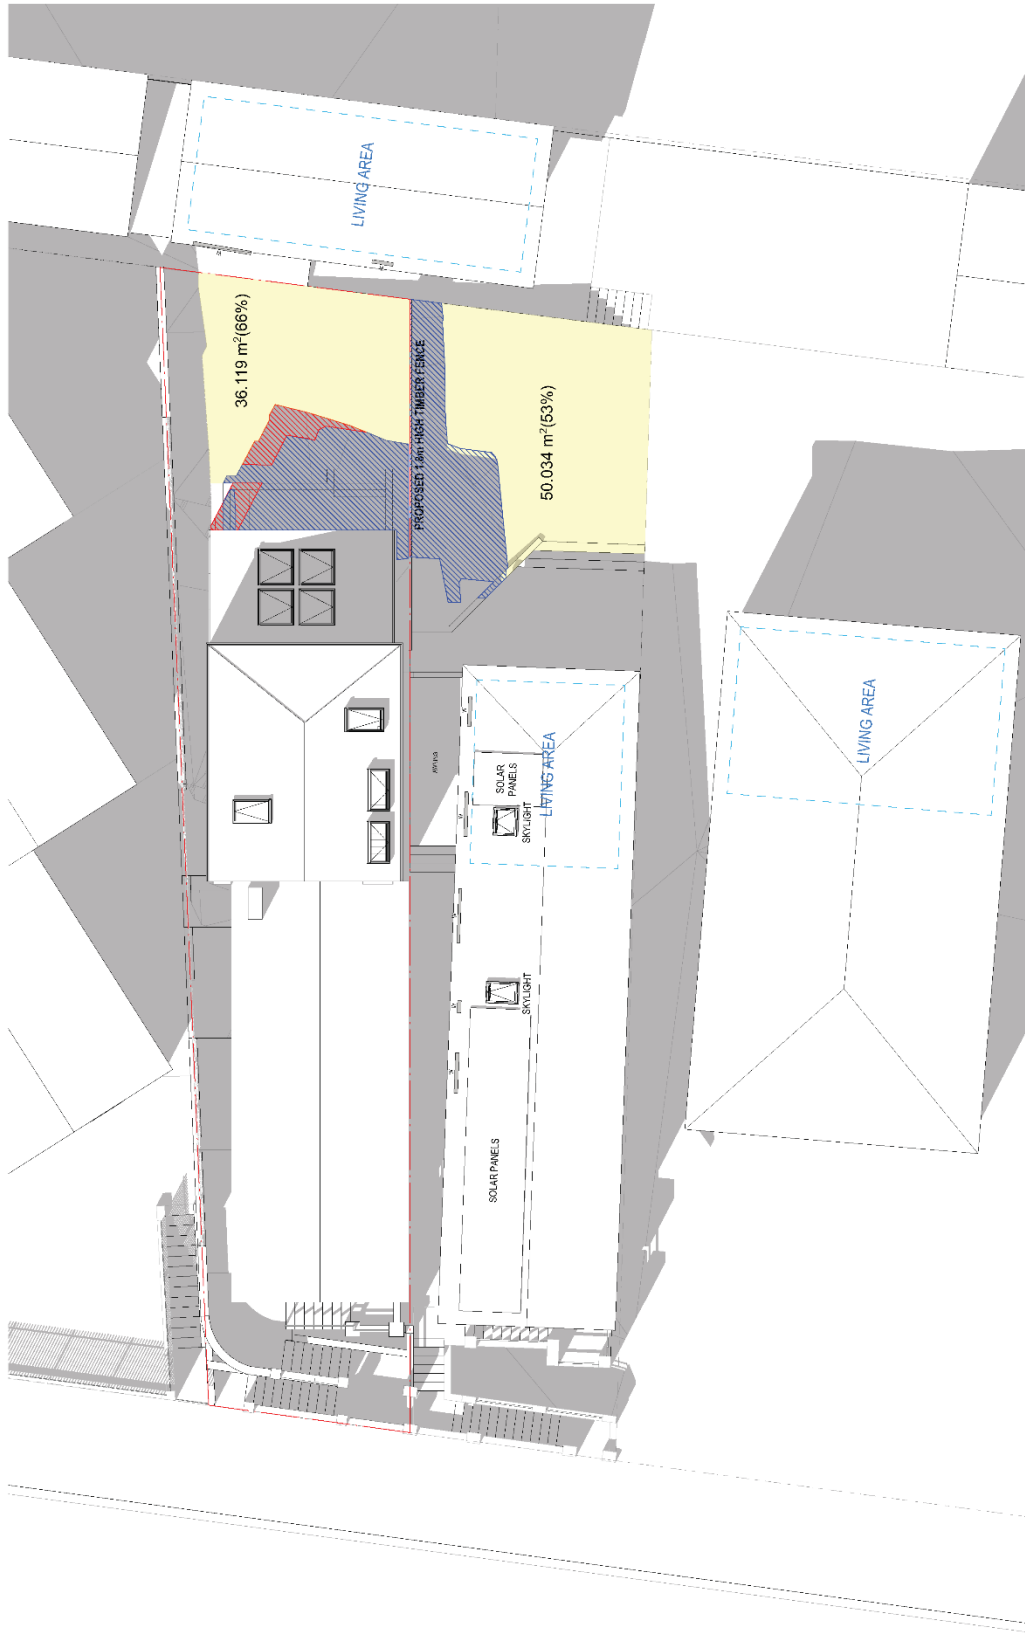 LIVING AREA
36.119 m²(66%)
PROPOSED 1.8m HIGH TIMBER FENCE
50.034 m²(53%)
LIVING AREA
SOLAR
PANELS
LIVING AREA
SKYLIGHT
SKYLIGHT
SOLAR PANELS